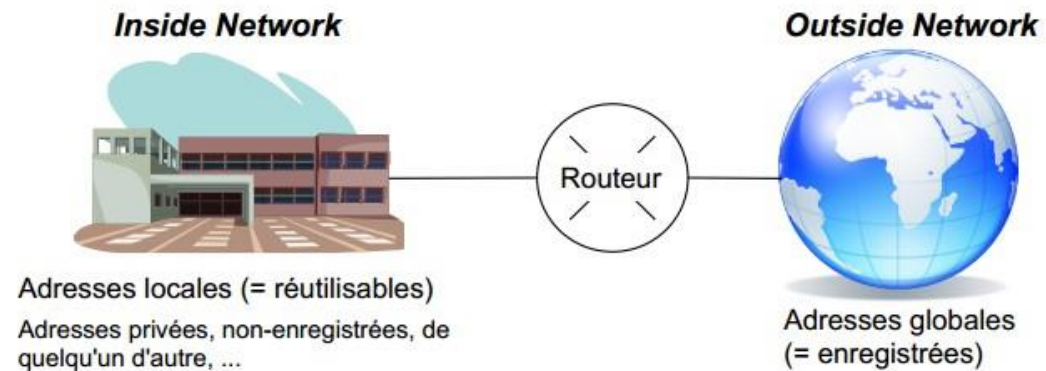 Inside Network
Outside Network
Routeur
Adresses locales (= réutilisables)
Adresses privées, non-enregistrées, de
quelqu'un d'autre, ...
Adresses globales
(= enregistrées)